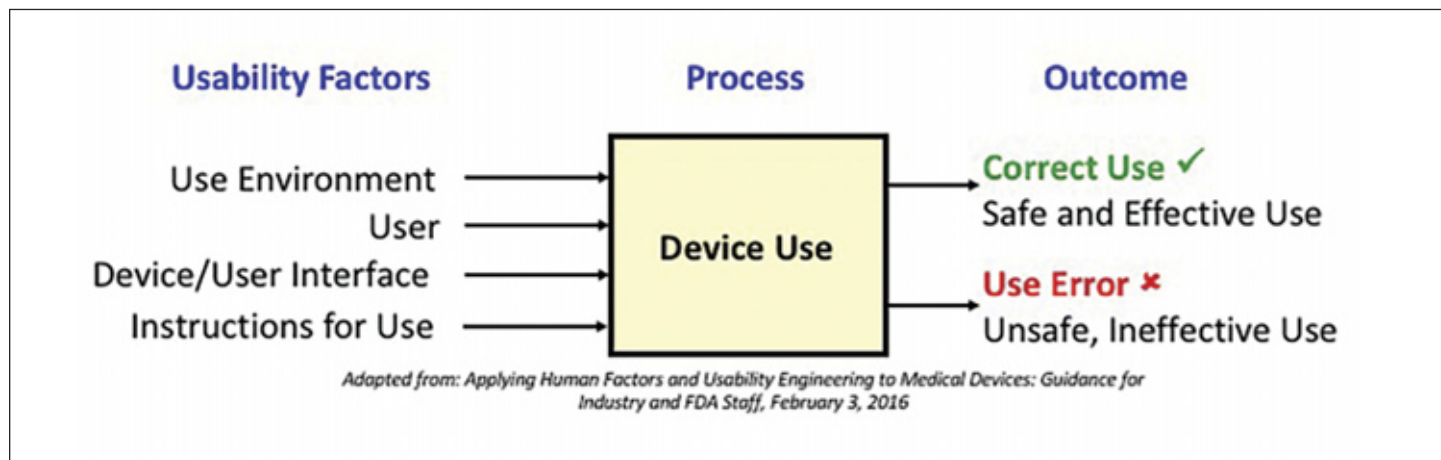 Usability Factors
Process
Outcome
Use Environment
User
Device/User Interface
Instructions for Use
Device Use
Correct Use ✓
Safe and Effective Use
Use Error ✘
Unsafe, Ineffective Use
Adapted from: Applying Human Factors and Usability Engineering to Medical Devices: Guidance for
Industry and FDA Staff, February 3, 2016